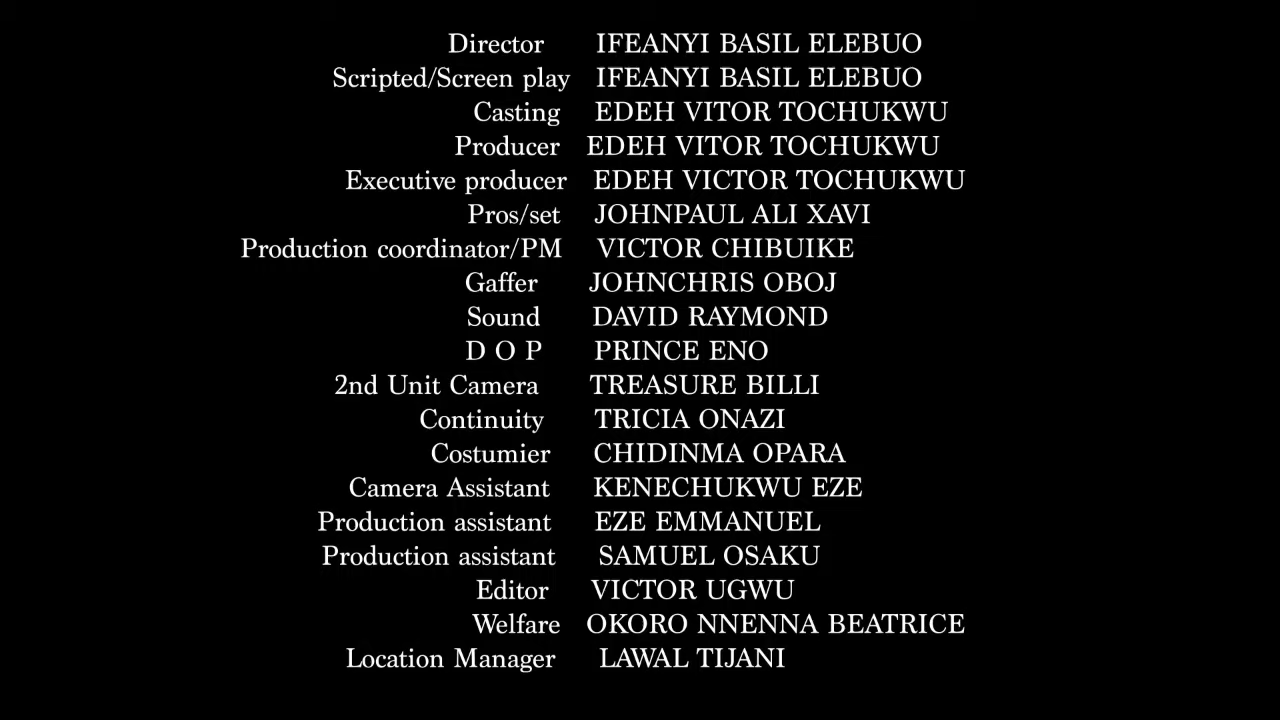 Director IFEANYI BASIL ELEBUO
Scripted/Screen play IFEANYI BASIL ELEBUO
Casting EDEH VITOR TOCHUKWU
Producer EDEH VITOR TOCHUKWU
Executive producer EDEH VICTOR TOCHUKWU
Pros/set JOHNPAUL ALI XAVI
Production coordinator/PM VICTOR CHIBUIKE
Gaffer JOHNCHRIS OBOJ
Sound DAVID RAYMOND
D O P PRINCE ENO
2nd Unit Camera TREASURE BILLI
Continuity TRICIA ONAZI
Costumier CHIDINMA OPARA
Camera Assistant KENECHUKWU EZE
Production assistant EZE EMMANUEL
Production assistant SAMUEL OSAKU
Editor VICTOR UGWU
Welfare OKORO NNENNA BEATRICE
Location Manager LAWAL TIJANI